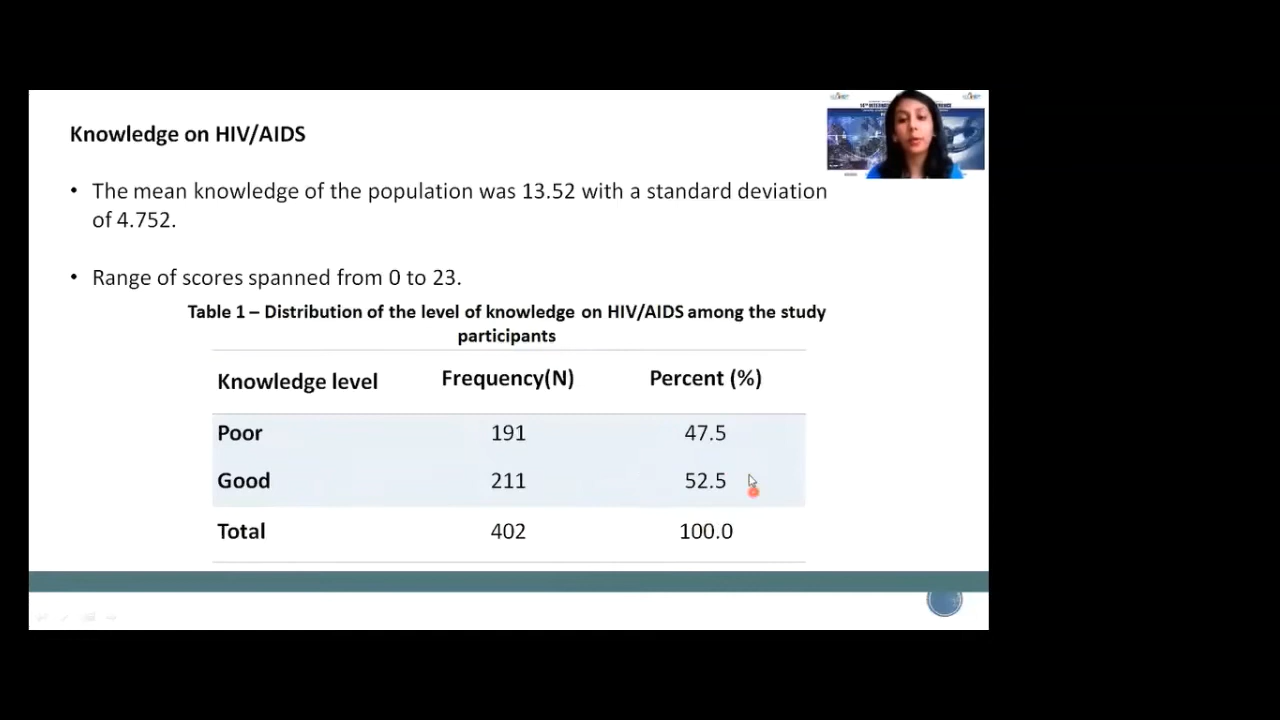 Knowledge on HIV/AIDS
• The mean knowledge of the population was 13.52 with a standard deviation
of 4.752.
• Range of scores spanned from 0 to 23.
Table 1 – Distribution of the level of knowledge on HIV/AIDS among the study
participants
Knowledge level Frequency(N) Percent (%)
Poor 191 47.5
Good 211 52.5
Total 402 100.0